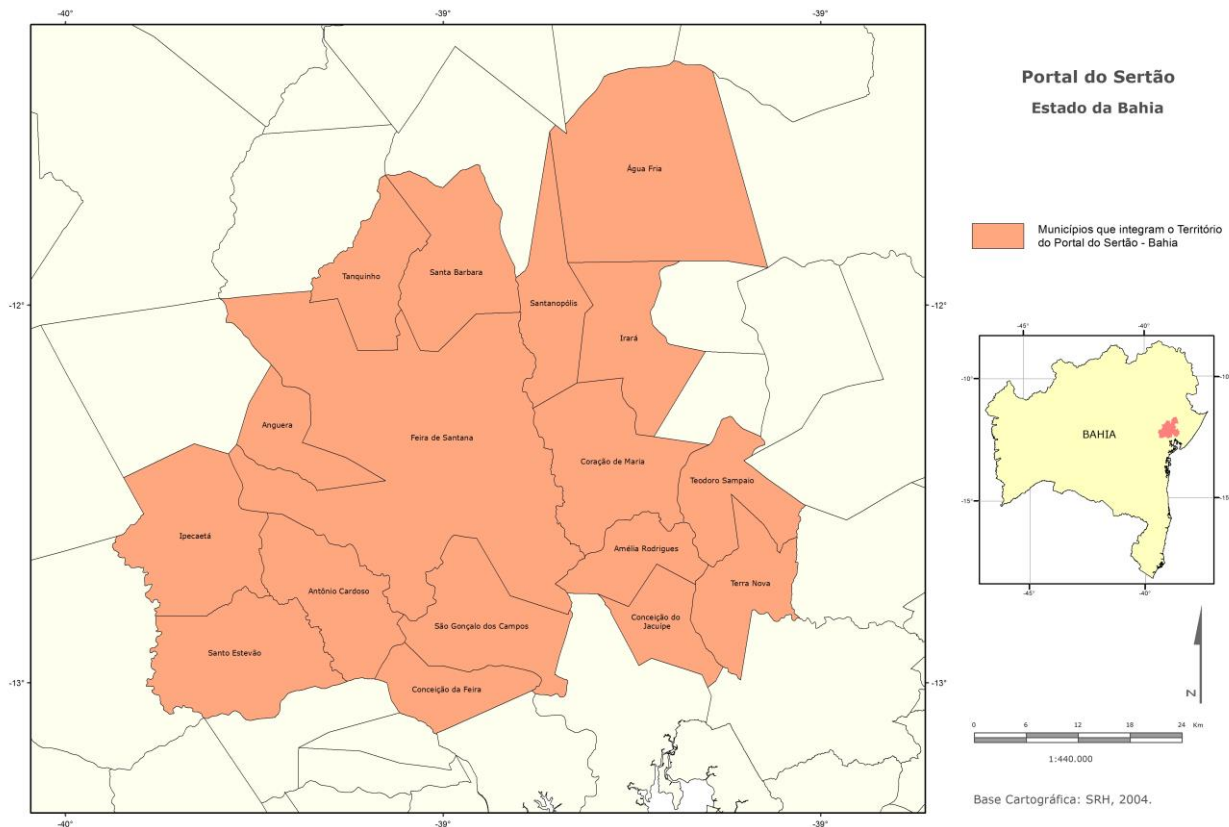 -40°
-39°
-39°
Portal do Sertão
Estado da Bahia
Água Fria
Municípios que integram o Território
do Portal do Sertão - Bahia
Tanquinho
Santa Barbara
Santanopólis
-12°
-12°
Irará
-45°
-40°
-10°
-10°
Anguera
Feira de Santana
BAHIA
Coração de Maria
Teodoro Sampaio
-15°
-15
Ipecaetá
Amélia Rodrigues
Antônio Cardoso
Terra Nova
-45°
-40°
São Gonçalo dos Campos
Conceição do
Jacuípe
Santo Estevão
-13°
-13°
Conceição da Feira
N
0 6 12 18 24 Km
1:440.000
Base Cartográfica: SRH, 2004.
-40°
-39°
-39°